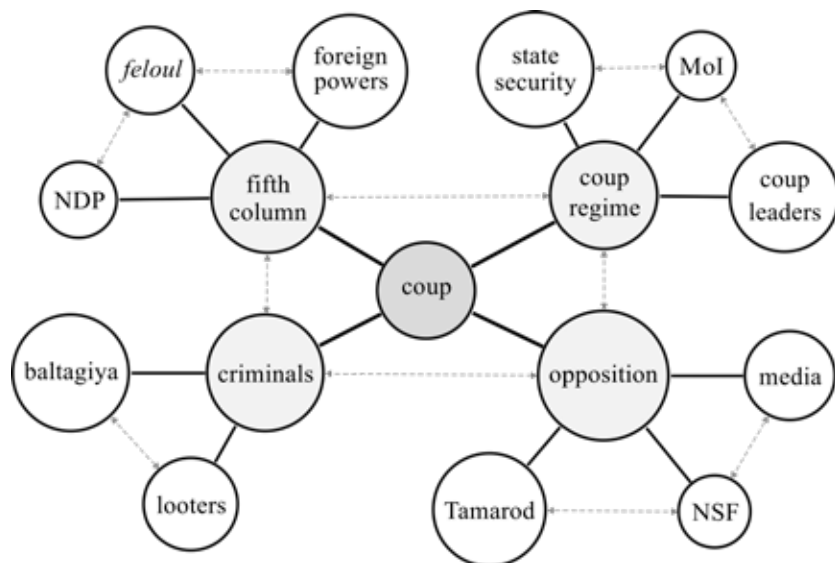 feloul
foreign
powers
state
security
MoI
NDP
fifth
column
coup
regime
coup
leaders
coup
baltagiya
criminals
opposition
media
looters
Tamarod
NSF